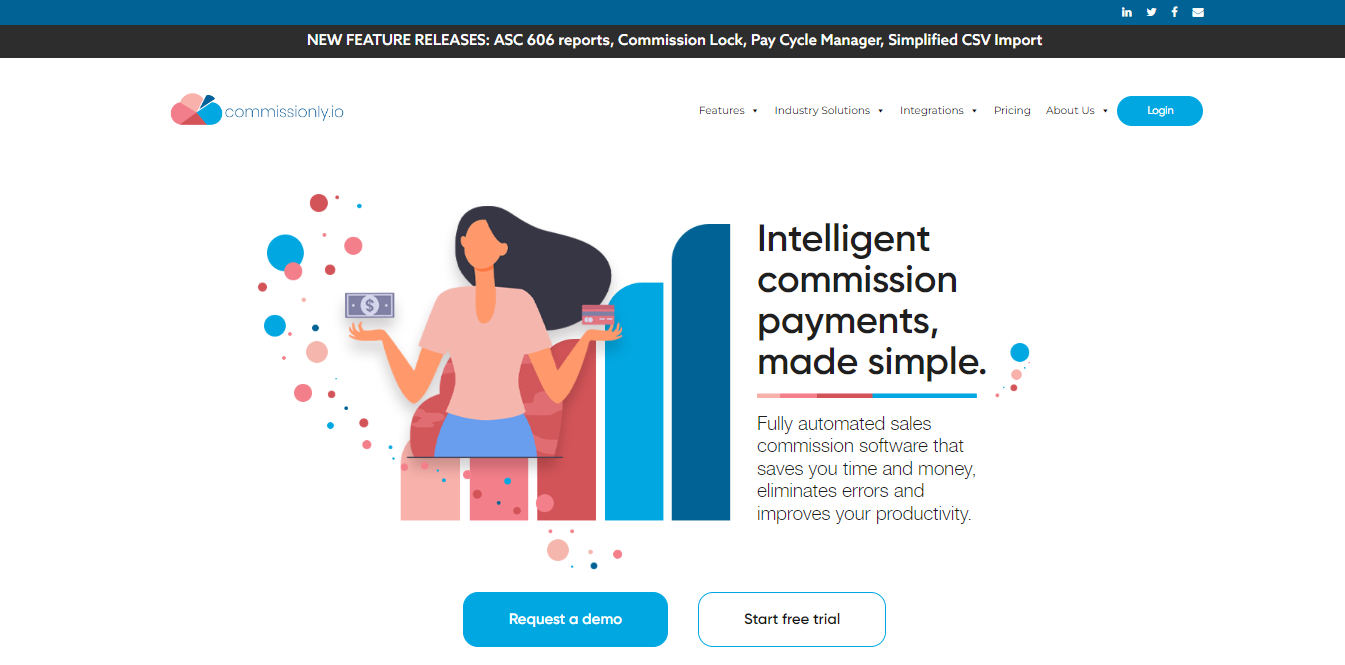 NEW FEATURE RELEASES: ASC 606 reports, Commission Lock, Pay Cycle Manager, Simplified CSV Import
commissionly.io
Features
Industry Solutions
Integrations
Pricing
About Us
Login
$
Intelligent
commission
payments,
made simple.
Fully automated sales
commission software that
saves you time and money,
eliminates errors and
improves your productivity.
Request a demo
Start free trial